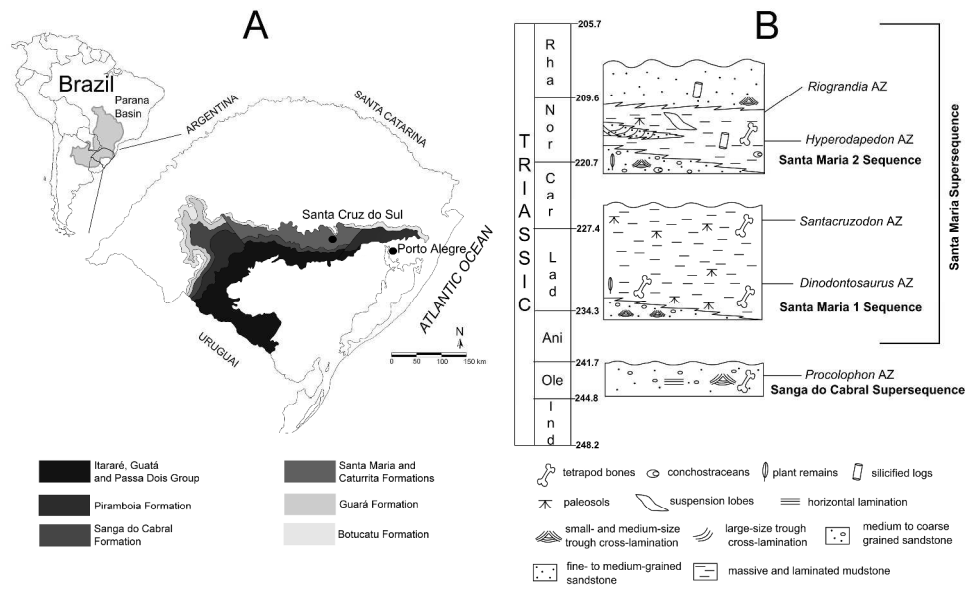 A
Brazil
Parana
Basin
ARGENTINA
SANTA CATARINA
Santa Cruz do Sul
Porto Alegre
ATLANTIC OCEAN
URUGUAI
N
0 50 100 150 km
Itararé, Guatá
and Passa Dois Group
Piramboia Formation
Sanga do Cabral
Formation
Santa Maria and
Caturrita Formations
Guará Formation
Botucatu Formation
B
205.7
209.6
220.7
227.4
234.3
241.7
244.8
248.2
TRIASSIC
Rha
Nor
Car
Lad
Ani
Ole
Ind
Riograndia AZ
Hyperodapedon AZ
Santa Maria 2 Sequence
Santacruzodon AZ
Dinodontosaurus AZ
Santa Maria 1 Sequence
Procolophon AZ
Sanga do Cabral Supersequence
Santa Maria Supersequence
tetrapod bones
conchostraceans
plant remains
silicified logs
paleosols
suspension lobes
horizontal lamination
small- and medium-size
trough cross-lamination
large-size trough
cross-lamination
medium to coarse
grained sandstone
fine- to medium-grained
sandstone
massive and laminated mudstone